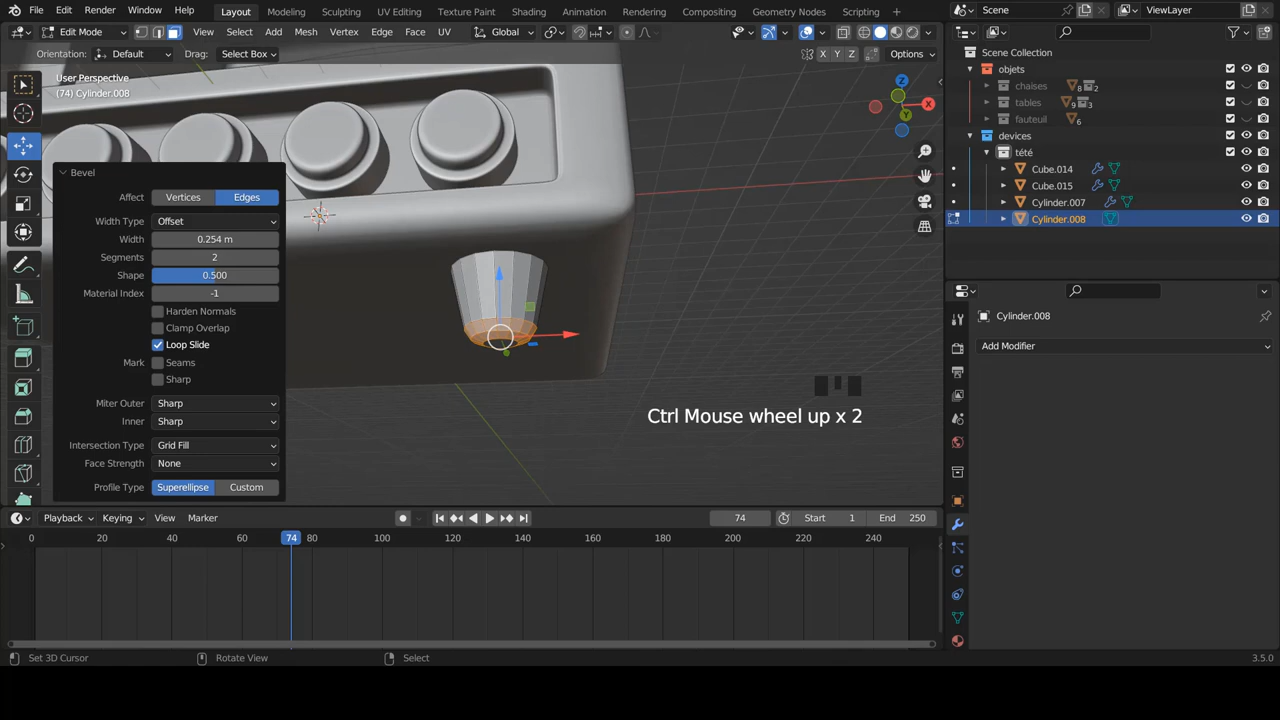 File Edit Render Window Help Layout Modeling Sculpting UV Editing Texture Paint Shading Animation Rendering Compositing Geometry Nodes Scripting + Scene ViewLayer
Edit Mode View Select Add Mesh Vertex Edge Face UV Global
Orientation: Default Drag: Select Box X Y Z Options
User Perspective
(74) Cylinder.008
Z
X
Y
Scene Collection
objets
chaises 8 2
tables 9 3
fauteuil 6
devices
tété
Cube.014
Cube.015
Cylinder.007
Cylinder.008
Bevel
Affect Vertices Edges
Width Type Offset
Width 0.254 m
Segments 2
Shape 0.500
Material Index -1
Harden Normals
Clamp Overlap
Loop Slide
Mark Seams
Sharp
Miter Outer Sharp
Inner Sharp
Intersection Type Grid Fill
Face Strength None
Profile Type Superellipse Custom
Ctrl Mouse wheel up x 2
Cylinder.008
Add Modifier
Playback Keying View Marker 74 Start 1 End 250
0 20 40 60 74 80 100 120 140 160 180 200 220 240
Set 3D Cursor Rotate View Select 3.5.0